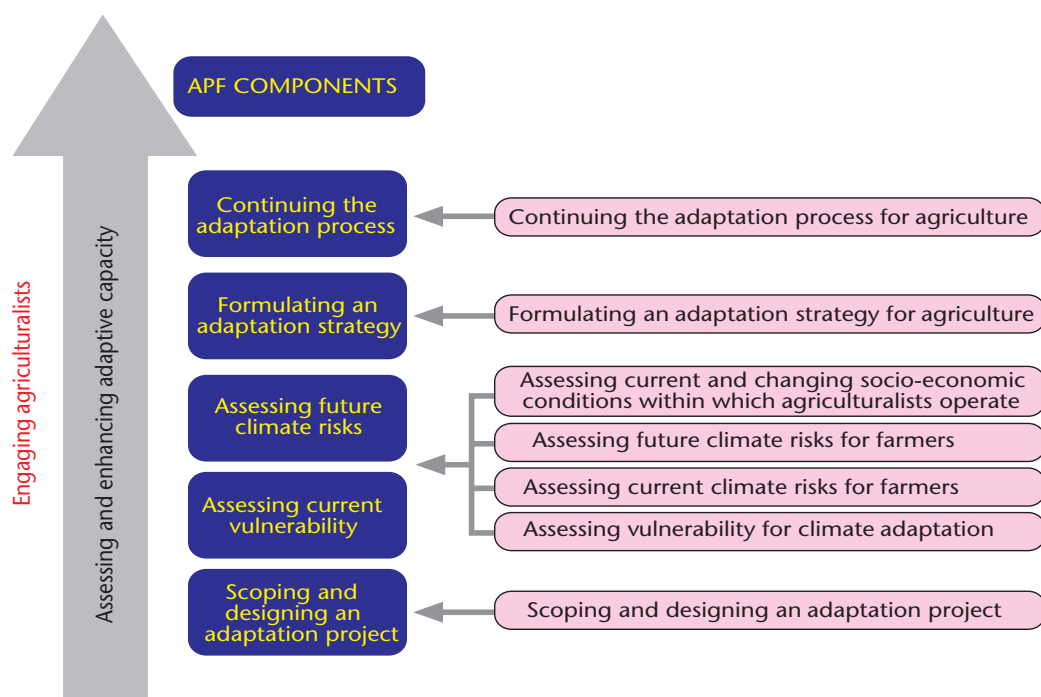 APF COMPONENTS
Engaging agriculturalists
Assessing and enhancing adaptive capacity
Continuing the
adaptation process
Continuing the adaptation process for agriculture
Formulating an
adaptation strategy
Formulating an adaptation strategy for agriculture
Assessing future
climate risks
Assessing current and changing socio-economic
conditions within which agriculturalists operate
Assessing future climate risks for farmers
Assessing current
vulnerability
Assessing current climate risks for farmers
Assessing vulnerability for climate adaptation
Scoping and
designing an
adaptation project
Scoping and designing an adaptation project